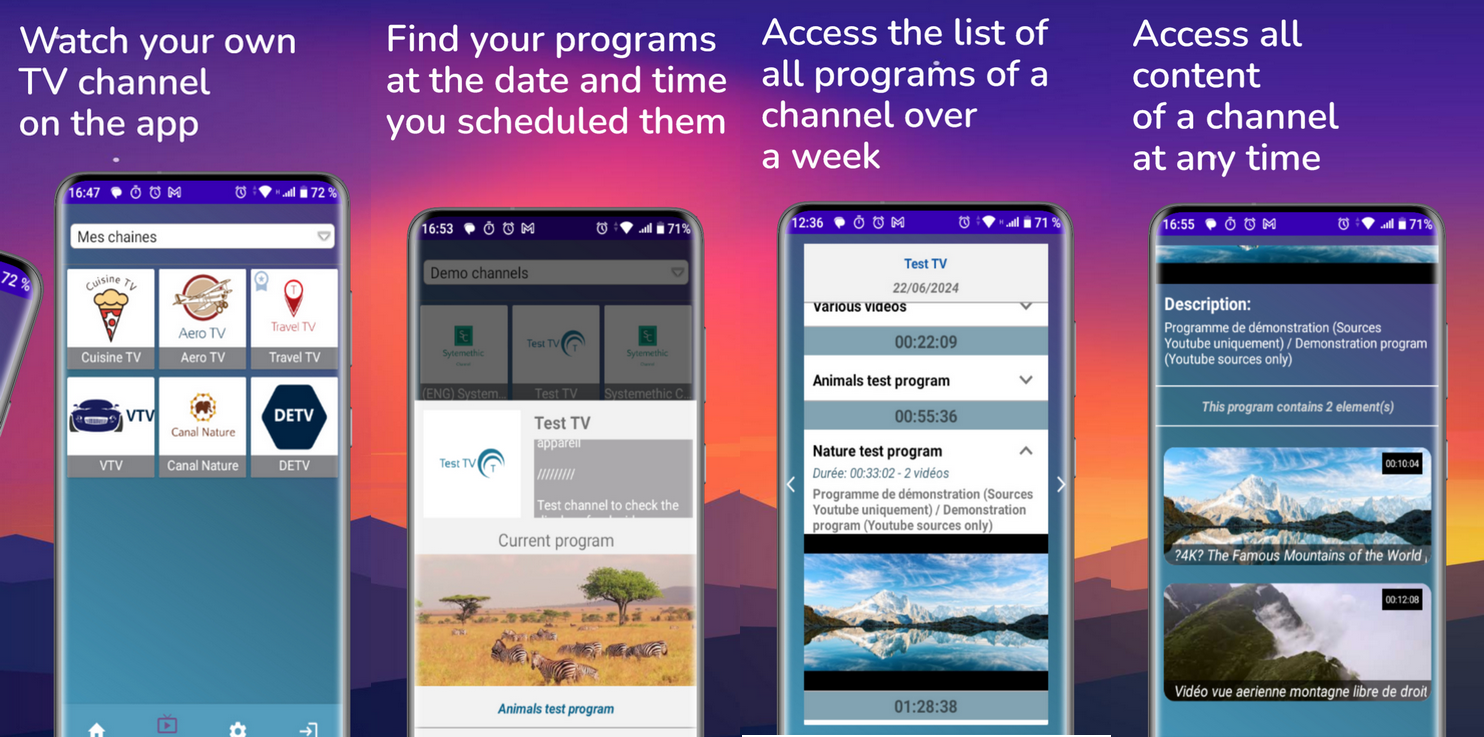 Watch your own
TV channel
on the app
72 %
16:47
72 %
Mes chaines
Cuisine TV
Aero TV
T
Travel TV
Cuisine TV
Aero TV
Travel TV
VTV
Canal Nature
DETV
VTV
Canal Nature
DETV
Find your programs
at the date and time
you scheduled them
16:53
71%
Demo channels
SC
Sytemethic
Test TV
T
SC
Sytemethic
(ENG) System...
Test TV
Systemethic C...
Test TV
T
Test TV
appareil
/////////
Test channel to check the
Current program
Animals test program
Access the list of
all programs of a
channel over
a week
12:36
71 %
Test TV
22/06/2024
Various videos
00:22:09
Animals test program
00:55:36
Nature test program
Durée: 00:33:02 - 2 vidéos
Programme de démonstration (Sources
Youtube uniquement) / Demonstration
program (Youtube sources only)
01:28:38
Access all
content
of a channel
at any time
16:55
71%
Description:
Programme de démonstration (Sources
Youtube uniquement) / Demonstration program
(Youtube sources only)
This program contains 2 element(s)
00:10:04
?4K? The Famous Mountains of the World
00:12:08
Vidéo vue aerienne montagne libre de droit